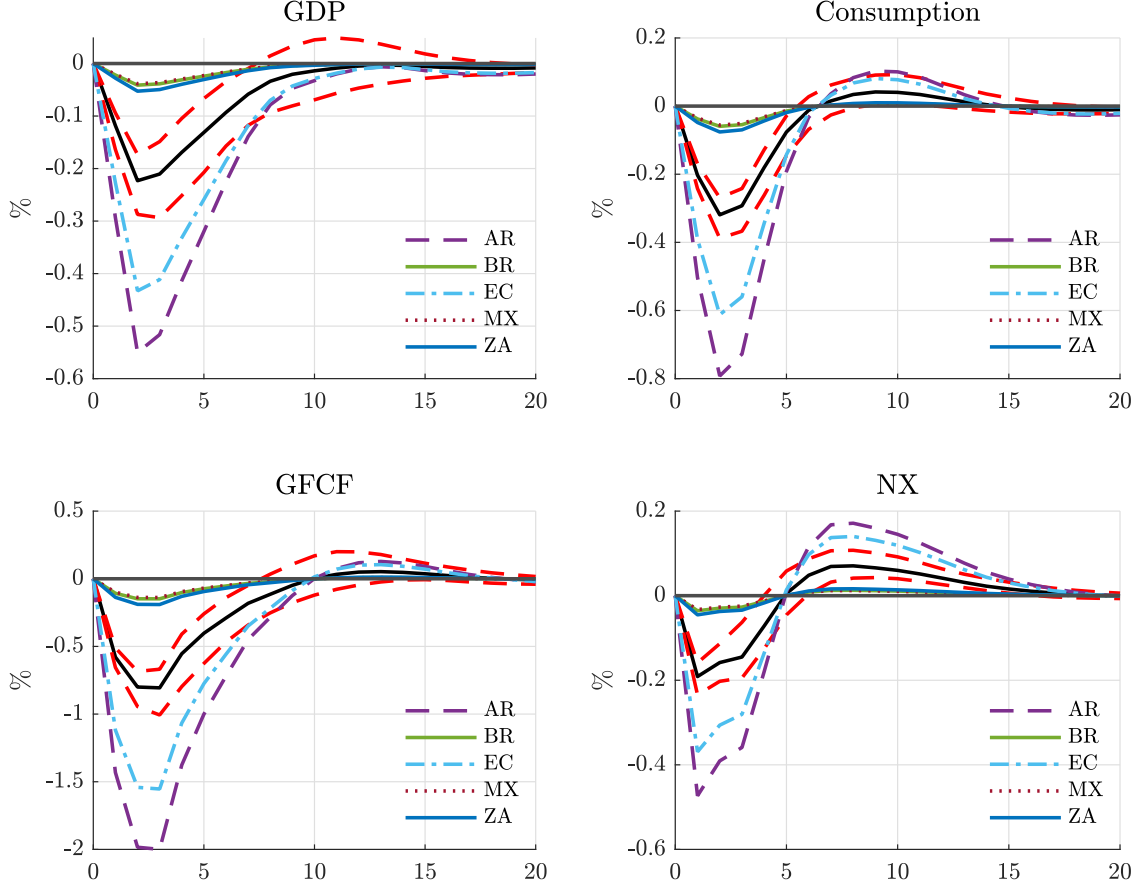 GDP
0
-0.1
-0.2
-0.3
-0.4
-0.5
-0.6
%
0 5 10 15 20
AR
BR
EC
MX
ZA
Consumption
0.2
0
-0.2
-0.4
-0.6
-0.8
%
0 5 10 15 20
AR
BR
EC
MX
ZA
GFCF
0.5
0
-0.5
-1
-1.5
-2
%
0 5 10 15 20
AR
BR
EC
MX
ZA
NX
0.2
0
-0.2
-0.4
-0.6
%
0 5 10 15 20
AR
BR
EC
MX
ZA